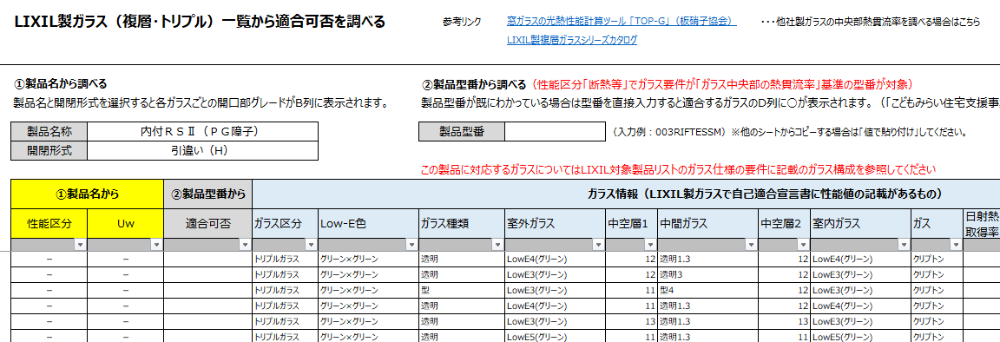 LIXIL製ガラス（複層・トリプル）一覧から適合可否を調べる 参考リンク 窓ガラスの光熱性能計算ツール「TOP-G」（板硝子協会） ・・・他社製ガラスの中央部熱貫流率を調べる場合はこちら
LIXIL製複層ガラスシリーズカタログ
①製品名から調べる ②製品型番から調べる（性能区分「断熱等」でガラス要件が「ガラス中央部の熱貫流率」基準の型番が対象）
製品名と開閉形式を選択すると各ガラスごとの開口部グレードがB列に表示されます。 製品型番が既にわかっている場合は型番を直接入力すると適合するガラスのD列に〇が表示されます。（「こどもみらい住宅支援事
製品名称 内付ＲＳⅡ（ＰＧ障子） 製品型番 （入力例：003RIFTESSM）※他のシートからコピーする場合は「値で貼り付け」してください。
開閉形式 引違い（H）
この製品に対応するガラスについてはLIXIL対象製品リストのガラス仕様の要件に記載のガラス構成を参照してください
①製品名から ②製品型番から ガラス情報（LIXIL製ガラスで自己適合宣言書に性能値の記載があるもの）
性能区分 Uw 適合可否 ガラス区分 Low-E色 ガラス種類 室外ガラス 中空層1 中間ガラス 中空層2 室内ガラス ガス 日射熱
取得率
－ － トリプルガラス グリーン×グリーン 透明 LowE4(グリーン) 12 透明1.3 12 LowE4(グリーン) クリプトン
－ － トリプルガラス グリーン×グリーン 透明 LowE3(グリーン) 12 透明3 12 LowE3(グリーン) クリプトン
－ － トリプルガラス グリーン×グリーン 型 LowE3(グリーン) 11 型4 12 LowE3(グリーン) クリプトン
－ － トリプルガラス グリーン×グリーン 透明 LowE4(グリーン) 11 透明1.3 12 LowE4(グリーン) クリプトン
－ － トリプルガラス グリーン×グリーン 透明 LowE3(グリーン) 13 透明1.3 13 LowE3(グリーン) クリプトン
－ － トリプルガラス グリーン×グリーン 透明 LowE5(グリーン) 11 透明1.3 11 LowE5(グリーン) クリプトン